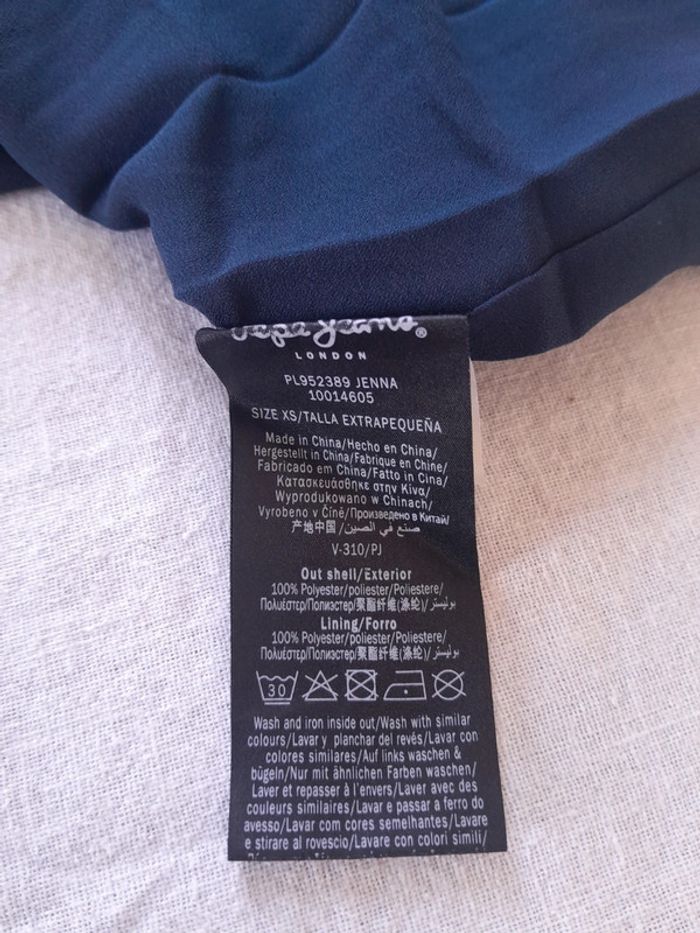 Pepe Jeans®
LONDON
PL952389 JENNA
10014605
SIZE XS/TALLA EXTRAPEQUEÑA
Made in China/Hecho en China/
Hergestellt in China/Fabrique en Chine/
Fabricado em China/Fatto in Cina/
Κατασκευάσθηκε στην Κίνα/
Wyprodukowano w Chinach/
Vyrobeno v Číně/Произведено в Китай/
产地中国/صنع في الصين/
V-310/PJ
Out shell/Exterior
100% Polyester/poliester/Poliestere/
Πολυέστερ/Полиэстер/聚酯纤维(涤纶)/بوليستر/
Lining/Forro
100% Polyester/poliester/Poliestere/
Πολυέστερ/Полиэстер/聚酯纤维(涤纶)/بوليستر/
30
Wash and iron inside out/Wash with similar
colours/Lavar y planchar del revés/Lavar con
colores similares/Auf links waschen &
bügeln/Nur mit ähnlichen Farben waschen/
Laver et repasser à l'envers/Laver avec des
couleurs similaires/Lavar e passar a ferro do
avesso/Lavar com cores semelhantes/Lavare
e stirare al rovescio/Lavare con colori simili/